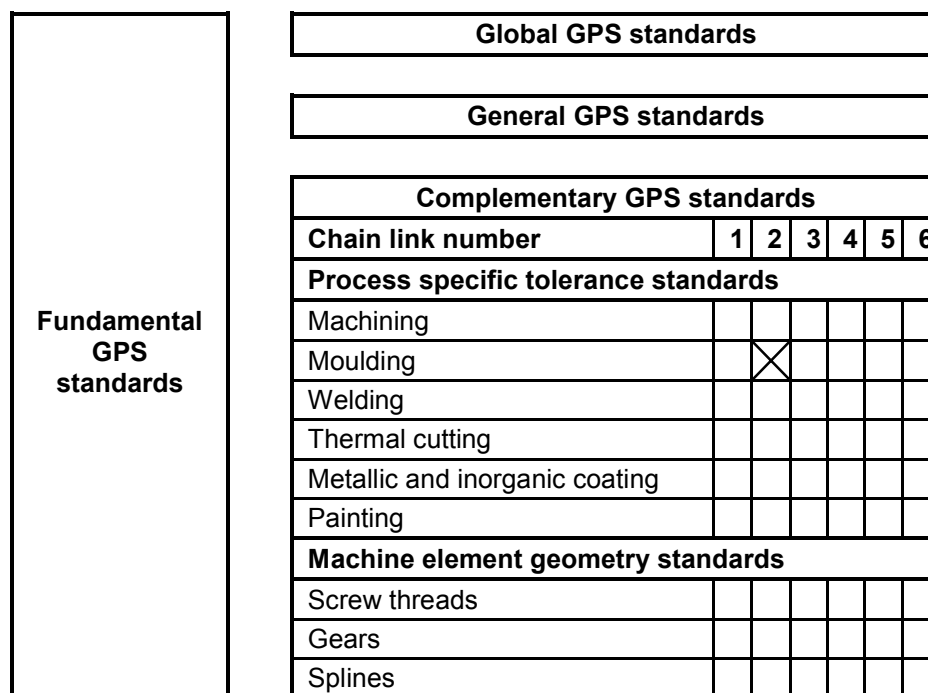 Fundamental
GPS
standards
Global GPS standards
General GPS standards
Complementary GPS standards
Chain link number 1 2 3 4 5 6
Process specific tolerance standards
Machining
Moulding
Welding
Thermal cutting
Metallic and inorganic coating
Painting
Machine element geometry standards
Screw threads
Gears
Splines